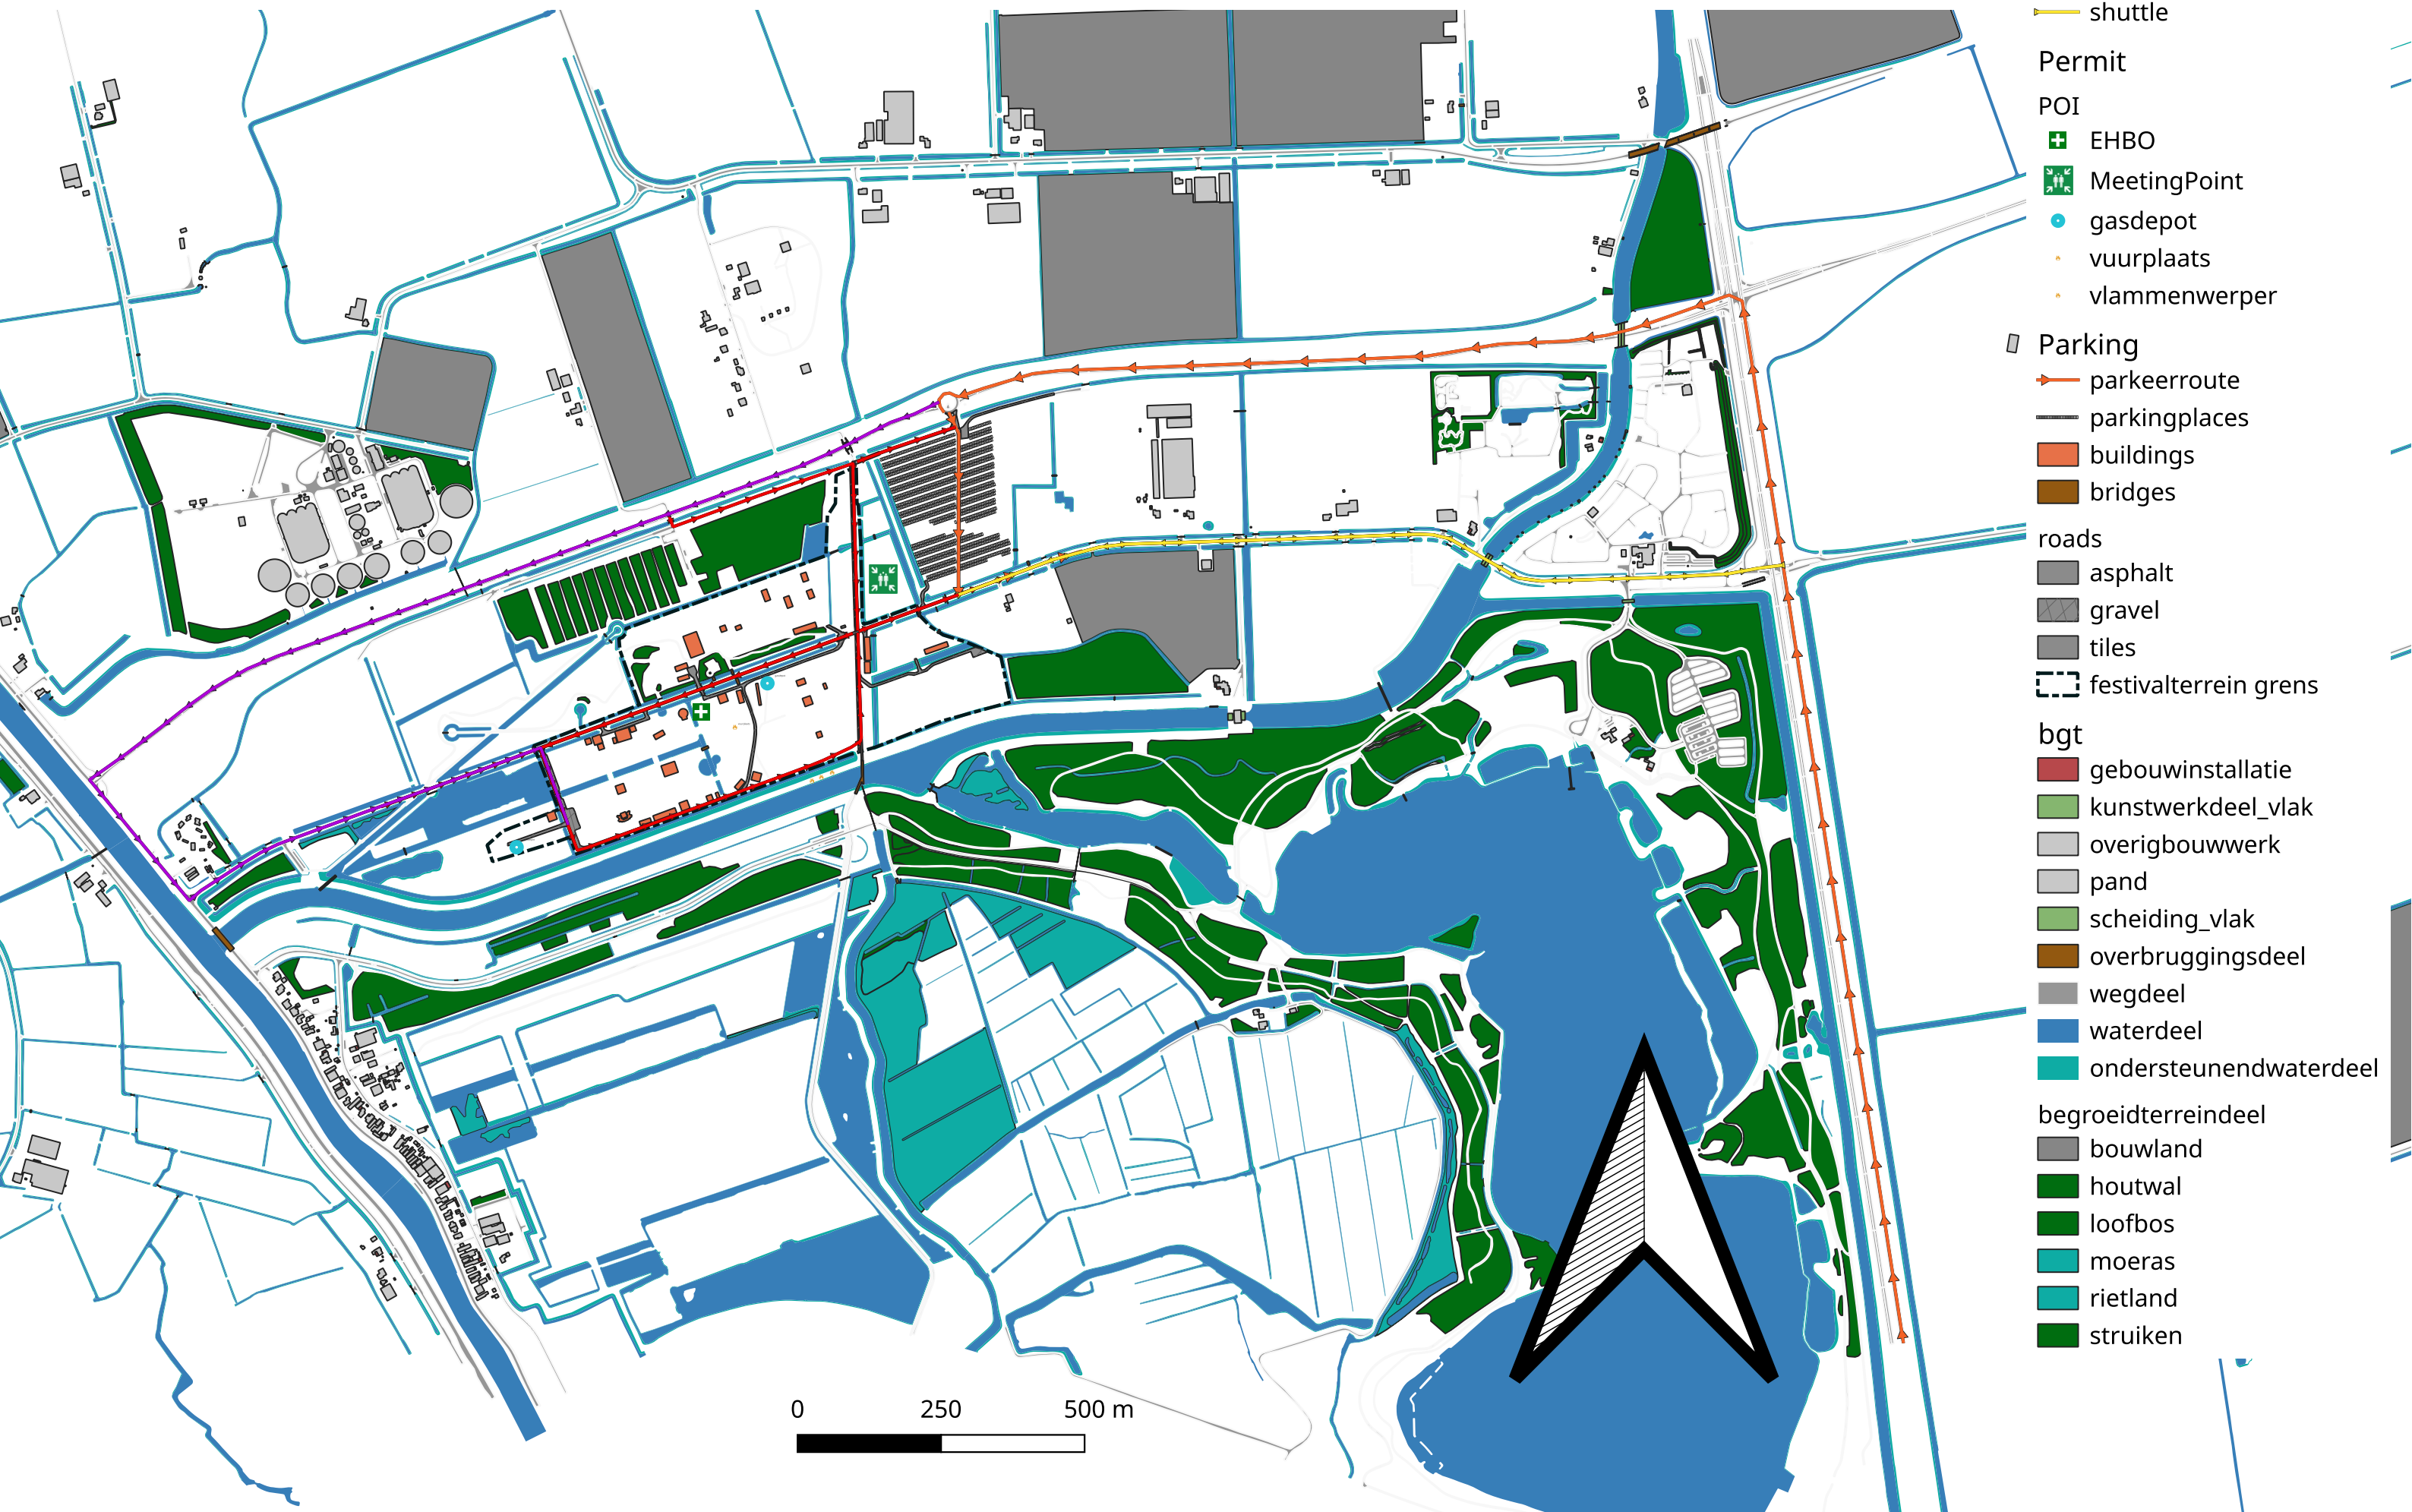 shuttle
Permit
POI
EHBO
MeetingPoint
gasdepot
vuurplaats
vlammenwerper
Parking
parkeerroute
parkingplaces
buildings
bridges
roads
asphalt
gravel
tiles
festivalterrein grens
bgt
gebouwinstallatie
kunstwerkdeel_vlak
overigbouwwerk
pand
scheiding_vlak
overbruggingsdeel
wegdeel
waterdeel
ondersteunendwaterdeel
begroeidterreindeel
bouwland
houtwal
loofbos
moeras
rietland
struiken
0 250 500 m